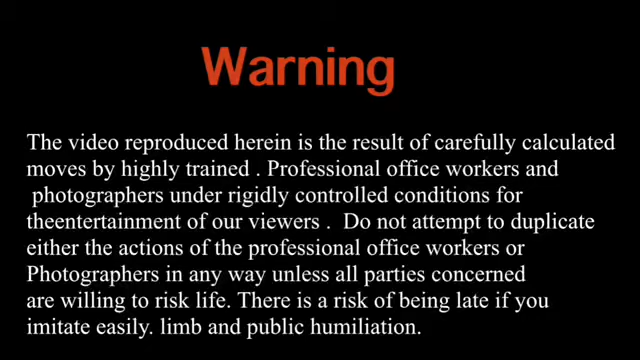 Warning
The video reproduced herein is the result of carefully calculated
moves by highly trained . Professional office workers and
photographers under rigidly controlled conditions for
theentertainment of our viewers .  Do not attempt to duplicate
either the actions of the professional office workers or
Photographers in any way unless all parties concerned
are willing to risk life. There is a risk of being late if you
imitate easily. limb and public humiliation.